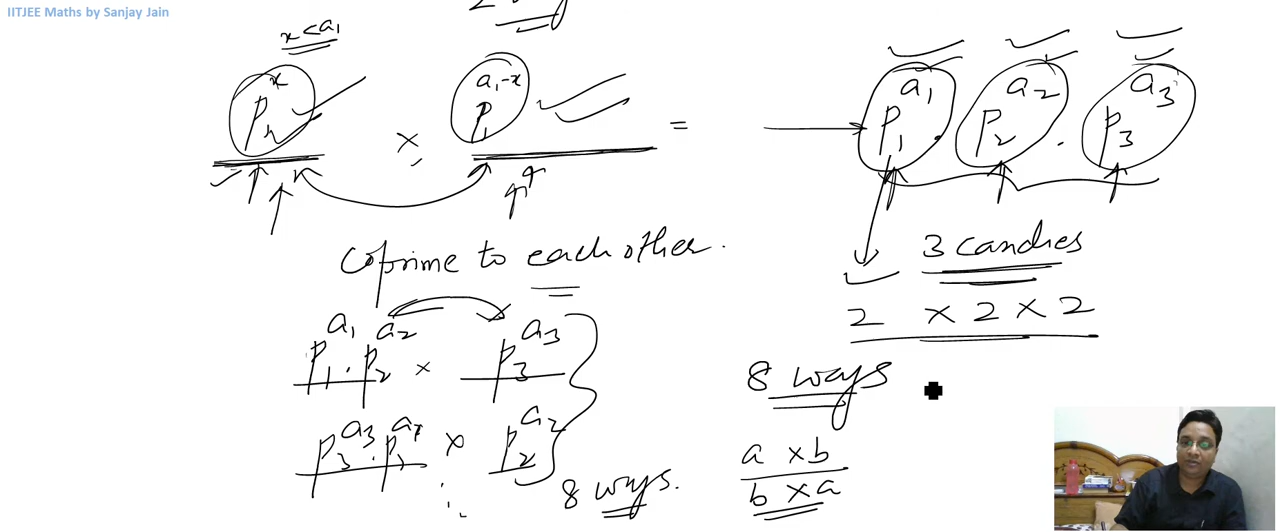 IITJEE Maths by Sanjay Jain
x<a₁
p₁ˣ × p₁^(a₁-x) = p₁^a₁ . p₂^a₂ . p₃^a₃
Coprime to each other.
3 candies
2 × 2 × 2
p₁^a₁ . p₂^a₂ × p₃^a₃
8 ways
p₃^a₃ . p₁^a₁ × p₂^a₂
a × b
b × a
8 ways.